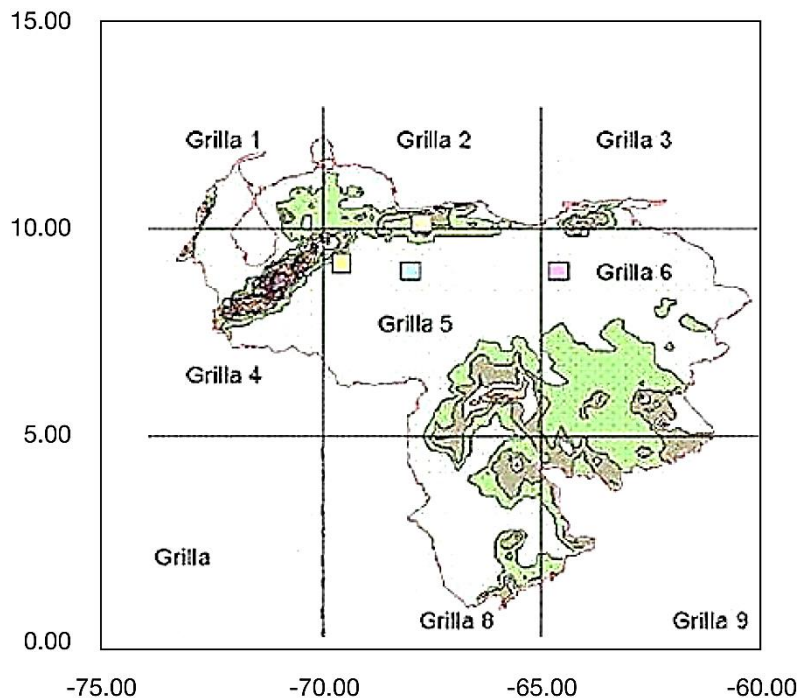 15.00
Grilla 1
Grilla 2
Grilla 3
10.00
Grilla 6
Grilla 5
Grilla 4
5.00
Grilla
Grilla 8
Grilla 9
0.00
-75.00
-70.00
-65.00
-60.00